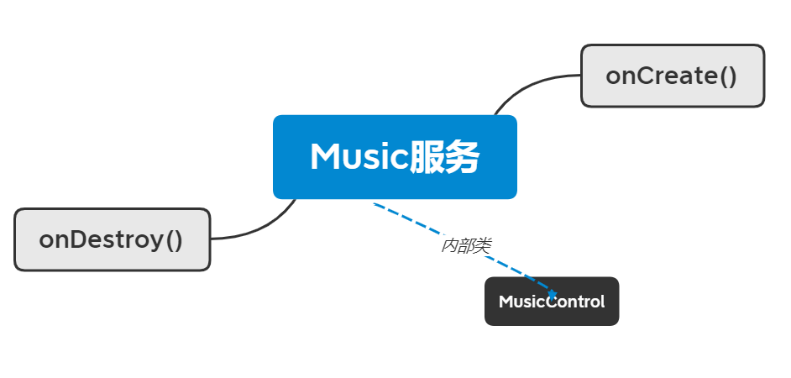 onCreate()
Music服务
onDestroy()
内部类
MusicControl